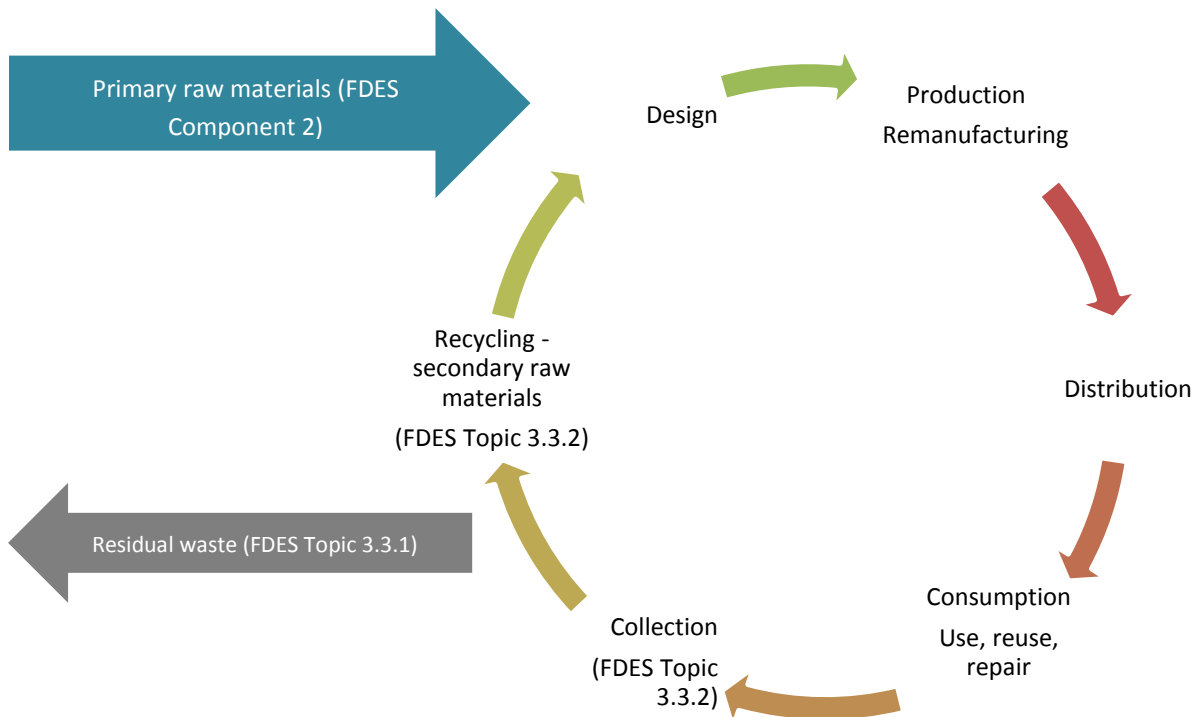 Primary raw materials (FDES
Component 2)
Design
Production
Remanufacturing
Distribution
Consumption
Use, reuse,
repair
Collection
(FDES Topic
3.3.2)
Recycling -
secondary raw
materials
(FDES Topic 3.3.2)
Residual waste (FDES Topic 3.3.1)